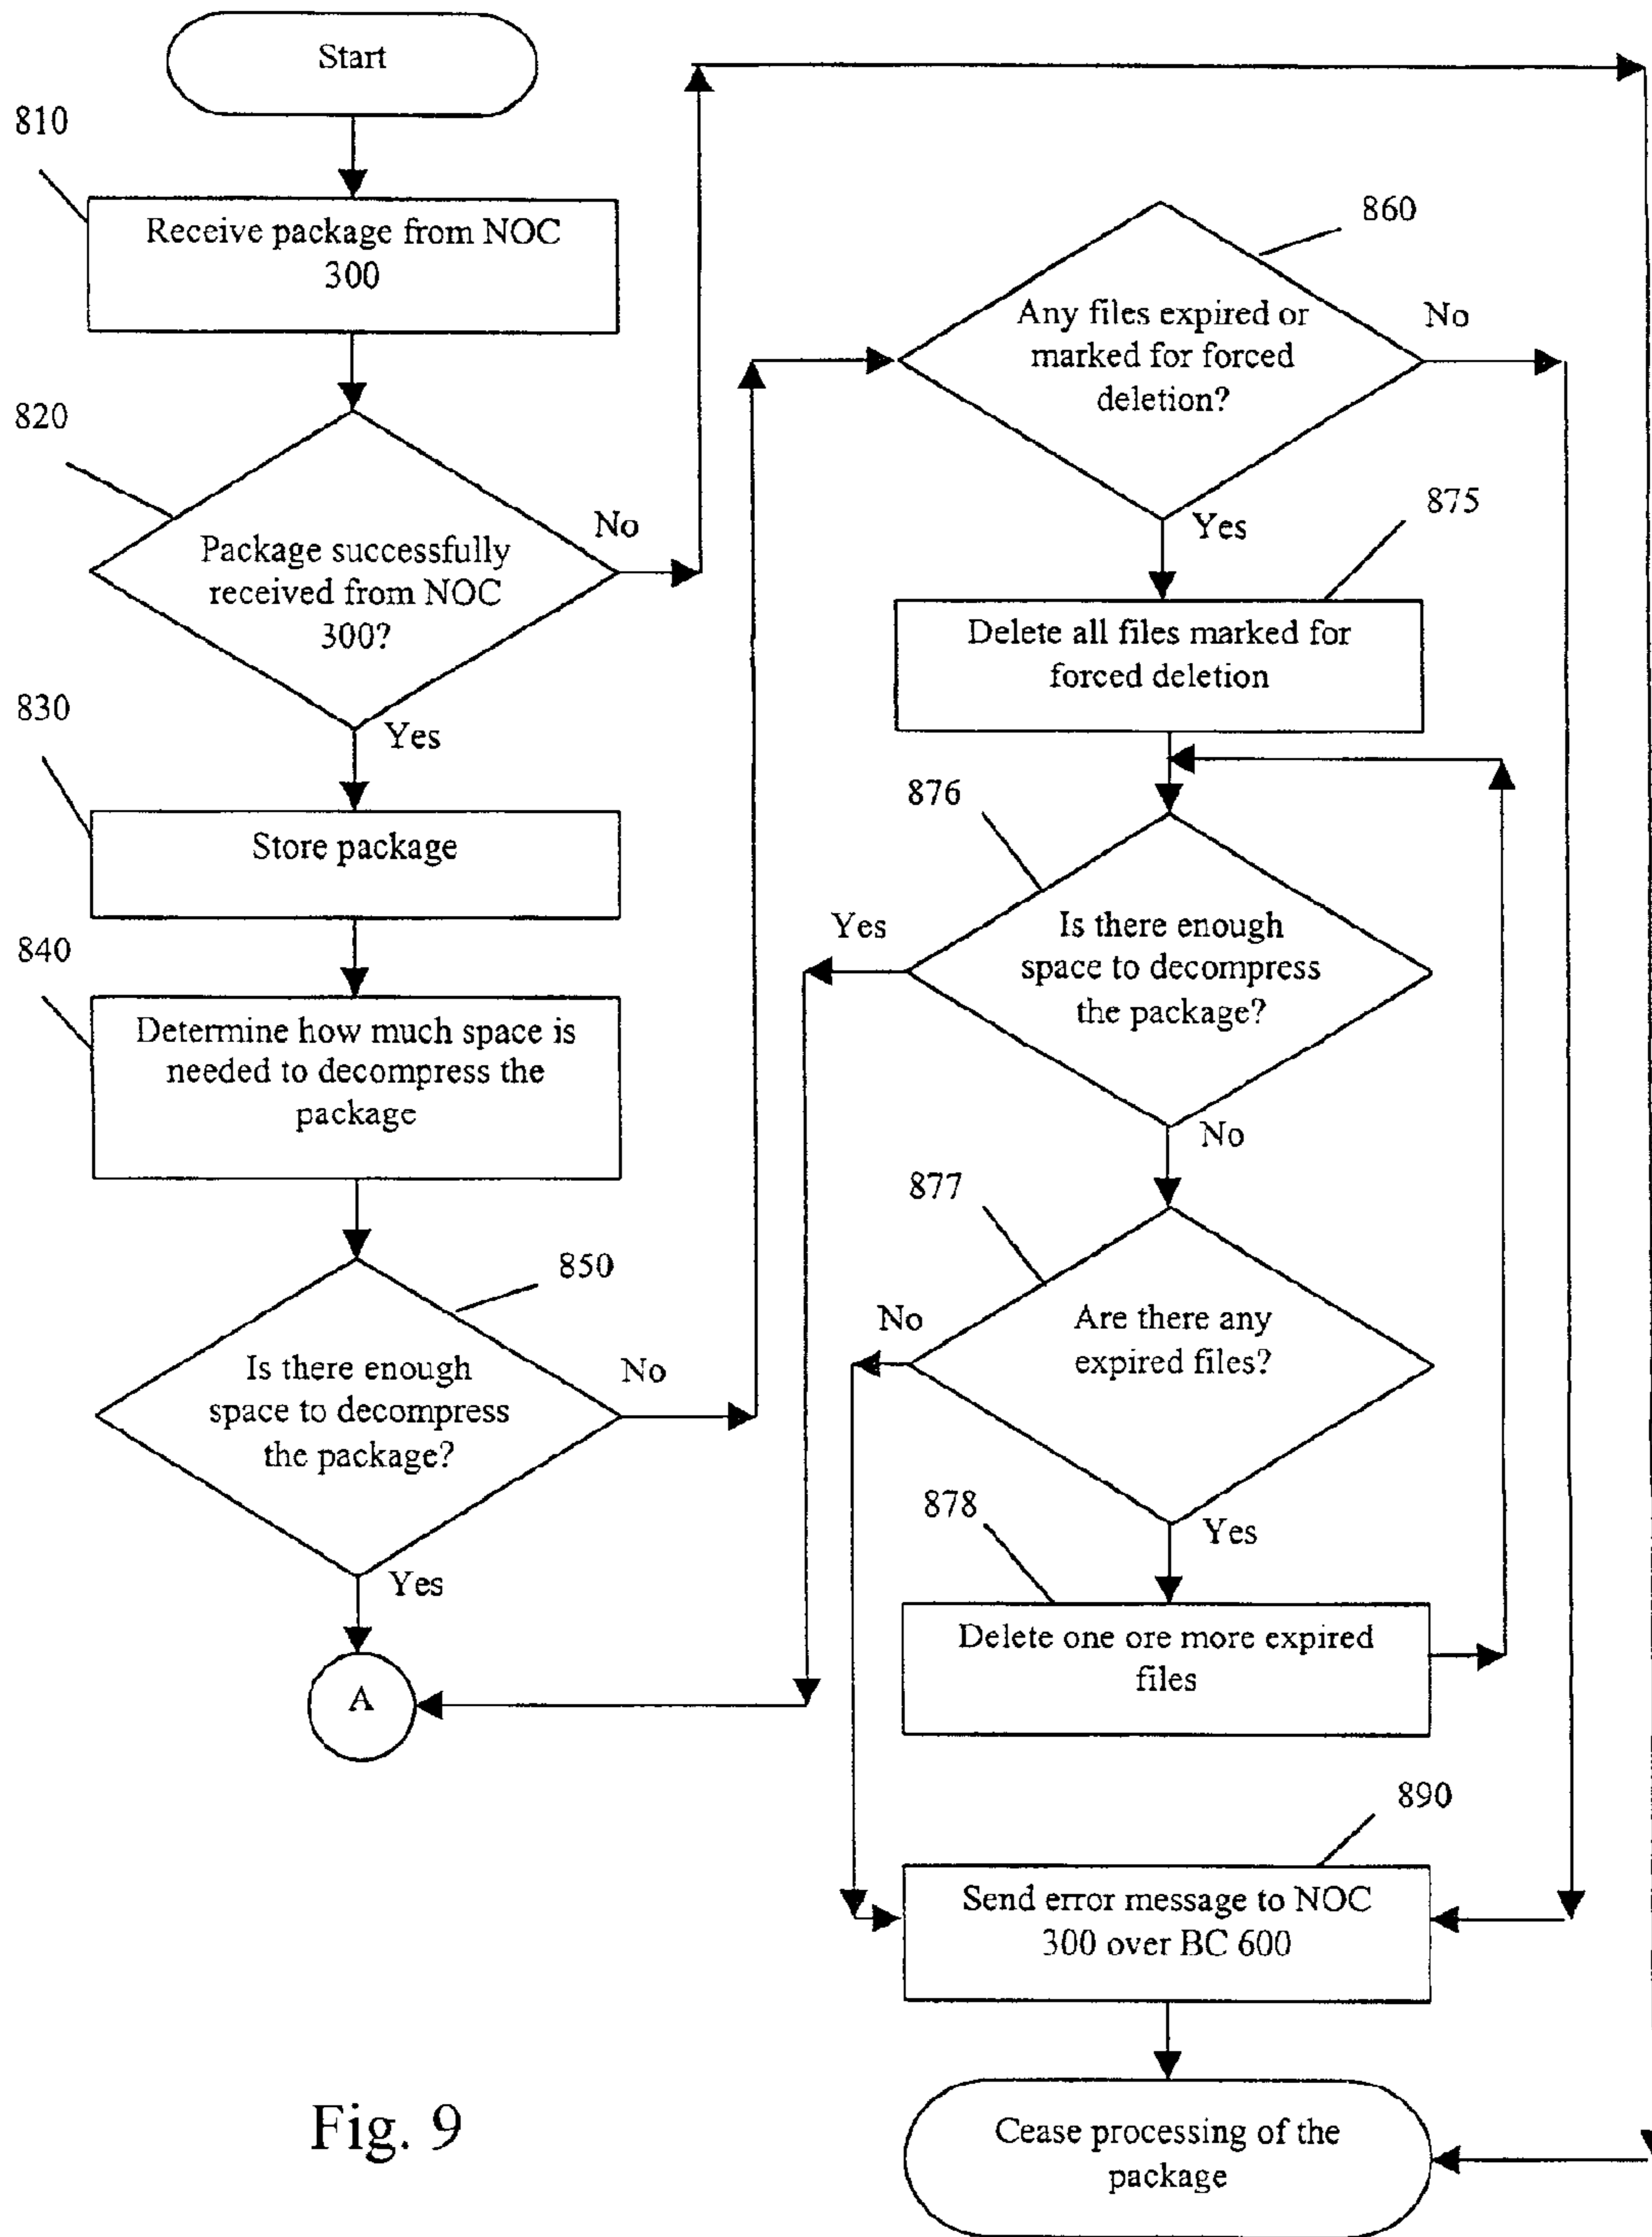 Start
810
Receive package from NOC
300
820
Package successfully
received from NOC
300?
No
Yes
830
Store package
840
Determine how much space is
needed to decompress the
package
850
Is there enough
space to decompress
the package?
No
Yes
A
860
Any files expired or
marked for forced
deletion?
No
Yes
875
Delete all files marked for
forced deletion
876
Is there enough
space to decompress
the package?
Yes
No
877
Are there any
expired files?
No
Yes
878
Delete one ore more expired
files
890
Send error message to NOC
300 over BC 600
Cease processing of the
package
Fig. 9